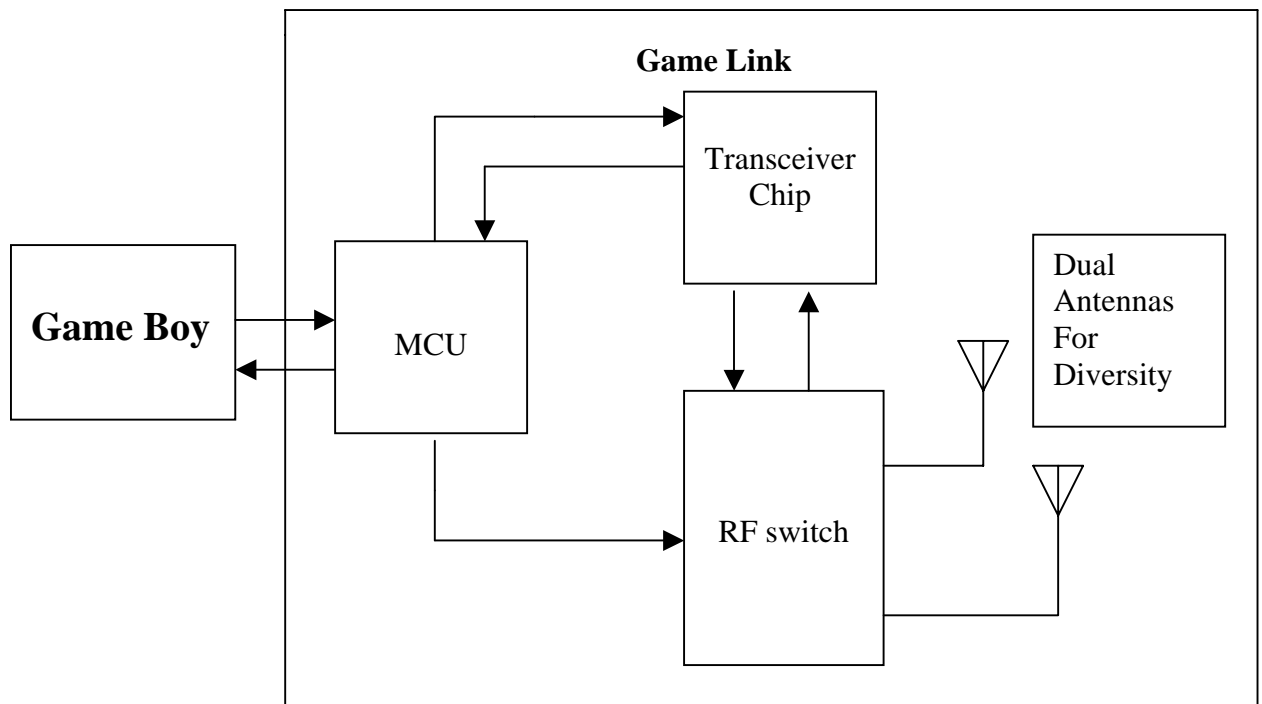 Game Link
Transceiver
Chip
Game Boy
MCU
Dual
Antennas
For
Diversity
RF switch